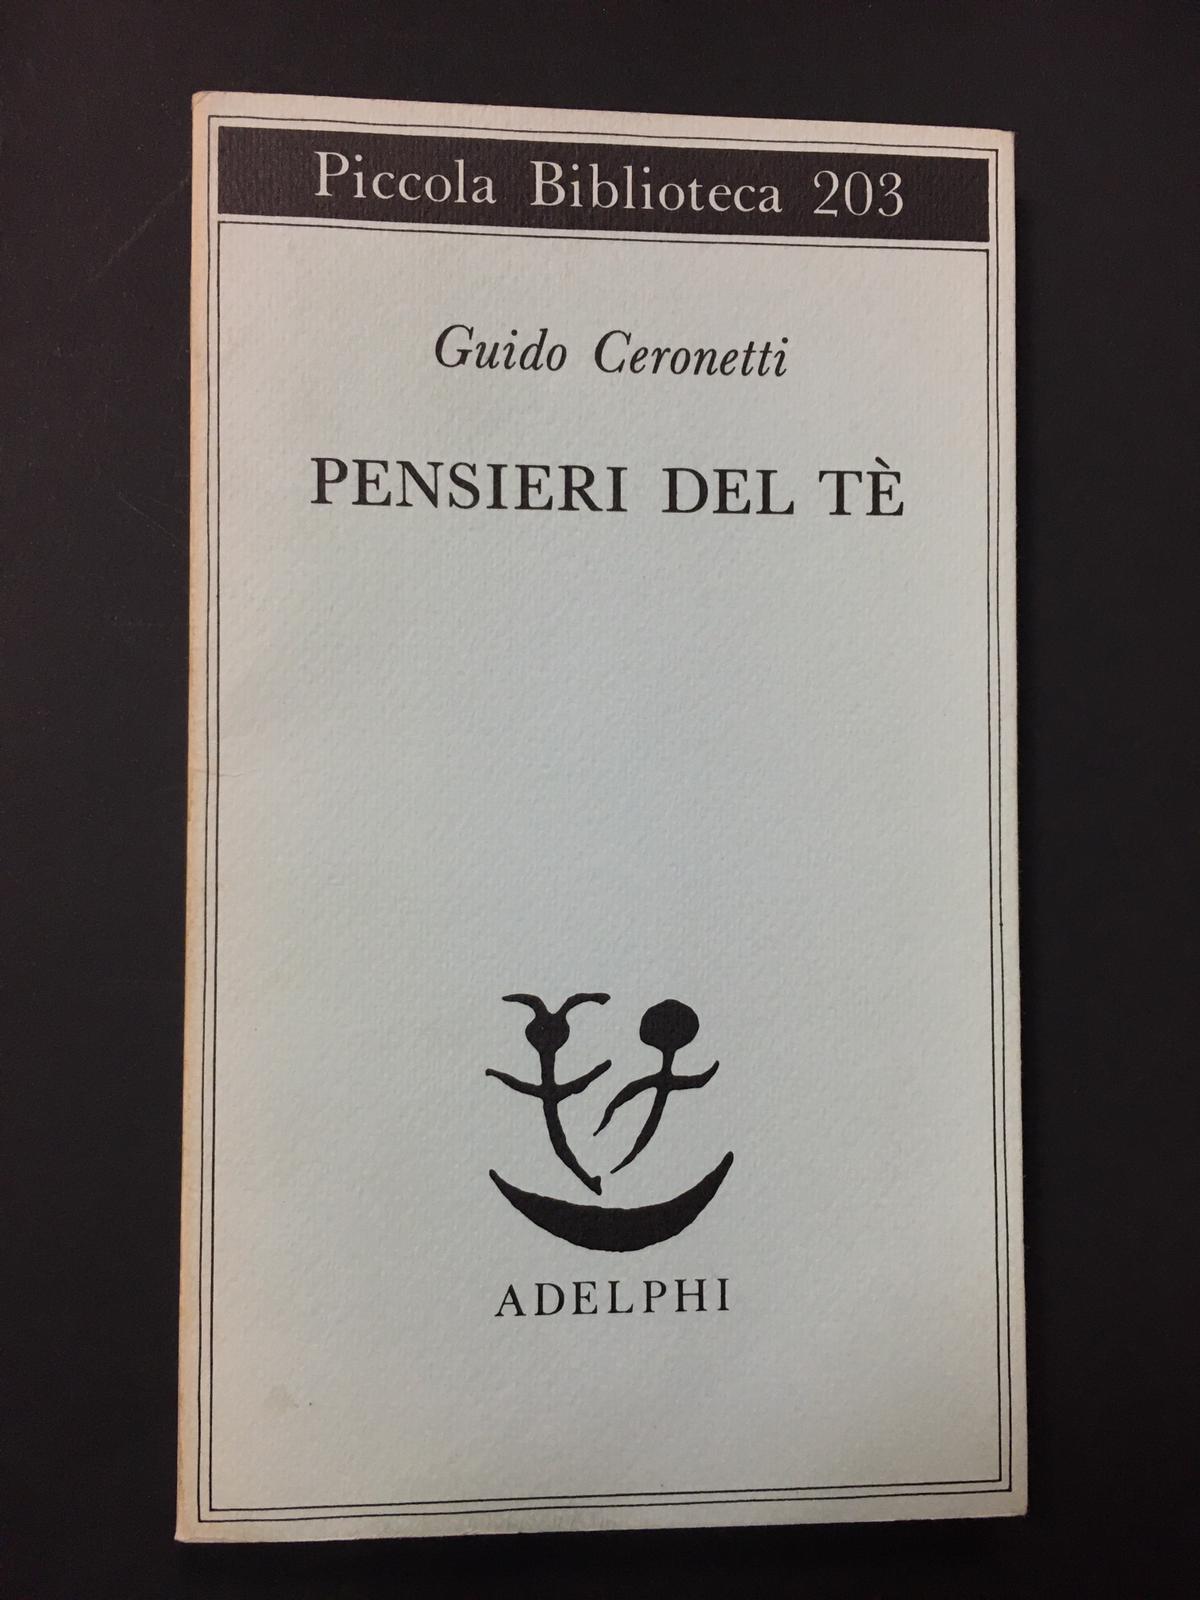 Piccola Biblioteca 203
Guido Ceronetti
PENSIERI DEL TÈ
ADELPHI